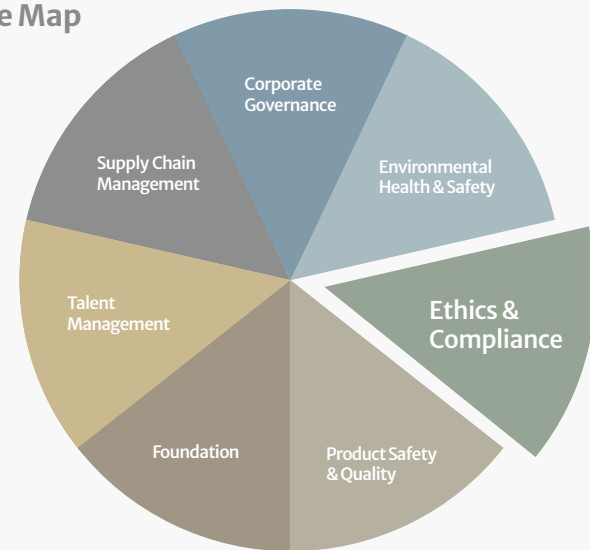 e Map
Corporate
Governance
Environmental
Health & Safety
Supply Chain
Management
Ethics &
Compliance
Talent
Management
Foundation
Product Safety
& Quality